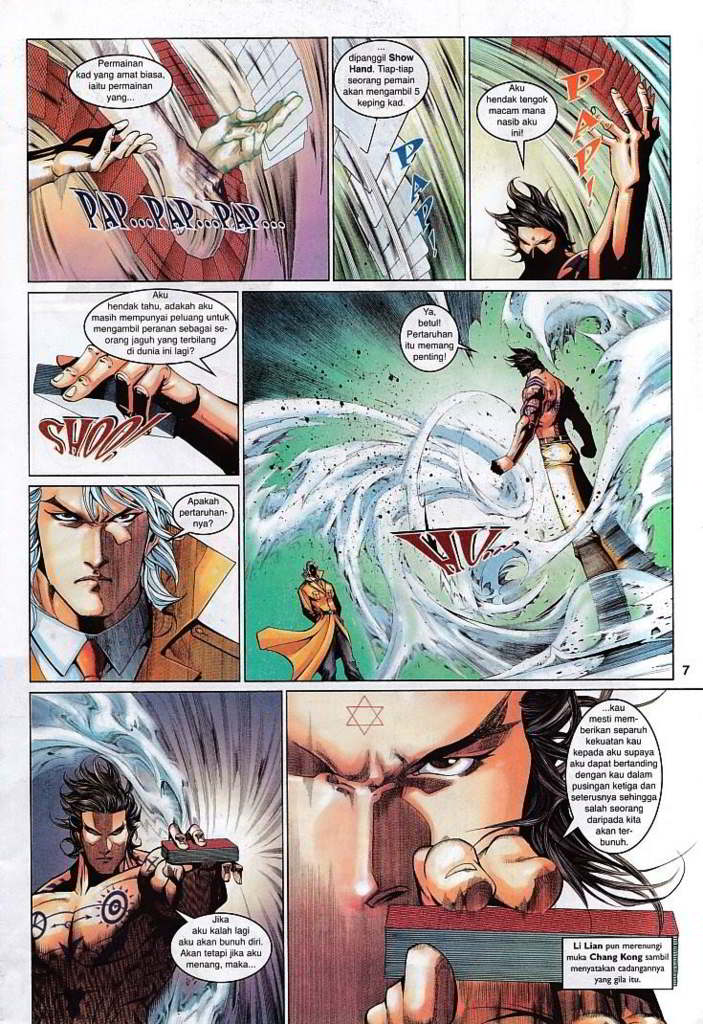 Permainan
kad yang amat biasa,
iaitu permainan
yang...
PAP...PAP...PAP...
...
dipanggil Show
Hand. Tiap-tiap
seorang pemain
akan mengambil 5
keping kad.
PAP!
Aku
hendak tengok
macam mana
nasib aku
ini!
PAPAP!
Aku
hendak tahu, adakah aku
masih mempunyai peluang untuk
mengambil peranan sebagai se-
orang jaguh yang terbilang
di dunia ini lagi?
SHOO!
Ya,
betul!
Pertaruhan
itu memang
penting!
HU...
Apakah
pertaruhan-
nya?
7
Jika
aku kalah lagi
aku akan bunuh diri.
Akan tetapi jika aku
menang, maka...
...kau
mesti mem-
berikan separuh
kekuatan kau
kepada aku supaya
aku dapat bertanding
dengan kau dalam
pusingan ketiga dan
seterusnya sehingga
salah seorang
daripada kita
akan ter-
bunuh.
Li Lian pun merenungi
muka Chang Kong sambil
menyatakan cadangannya
yang gila itu.